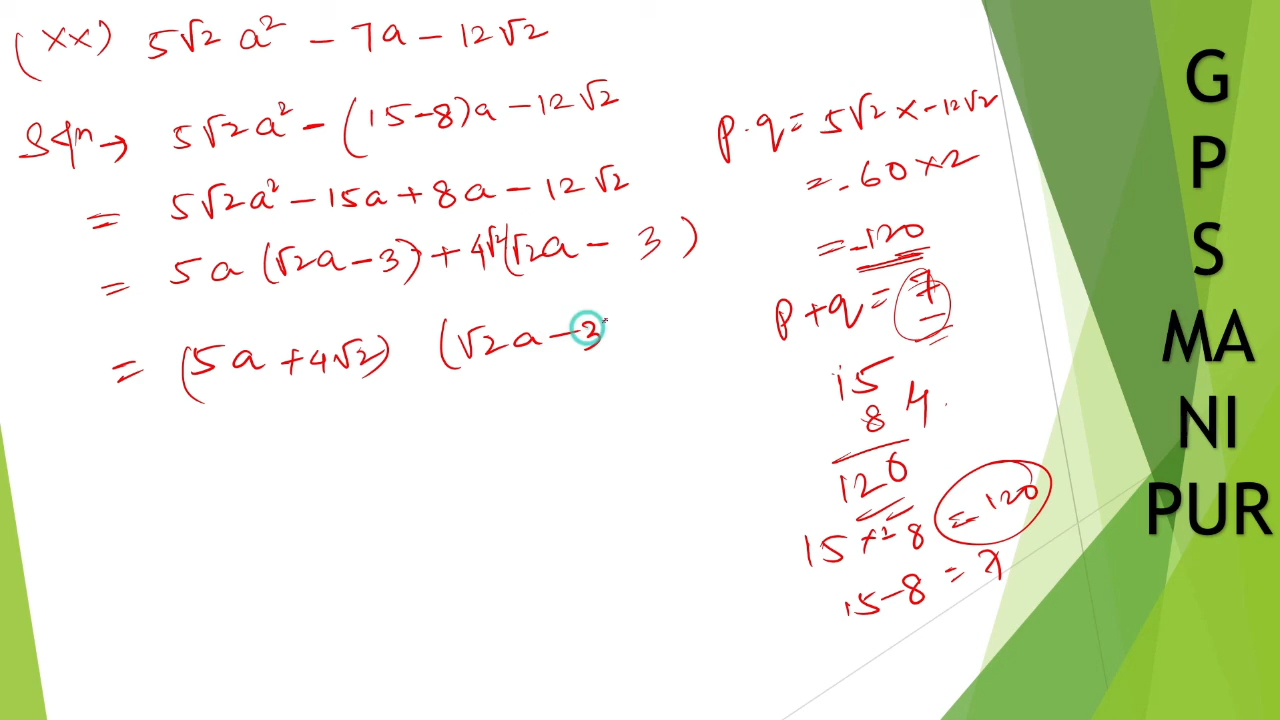 (xx) 5√2 a² - 7a - 12√2
Sqn → 5√2a² - (15-8)a - 12√2
= 5√2a² - 15a + 8a - 12√2
= 5a (√2a - 3) + 4√2(√2a - 3)
= (5a + 4√2) (√2a - 3
p.q = 5√2 x -12√2
= -60 x 2
= -120
p + q = 7
15
8 4
120
15 x - 8 = -120
15 - 8 = 7
G
P
S
MA
NI
PUR